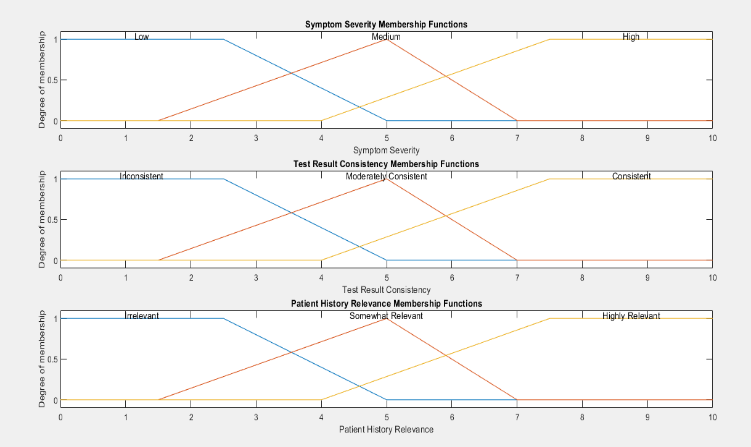 Symptom Severity Membership Functions
Low Medium High
Degree of membership
1
0.5
0
0 1 2 3 4 5 6 7 8 9 10
Symptom Severity
Test Result Consistency Membership Functions
Inconsistent Moderately Consistent Consistent
Degree of membership
1
0.5
0
0 1 2 3 4 5 6 7 8 9 10
Test Result Consistency
Patient History Relevance Membership Functions
Irrelevant Somewhat Relevant Highly Relevant
Degree of membership
1
0.5
0
0 1 2 3 4 5 6 7 8 9 10
Patient History Relevance